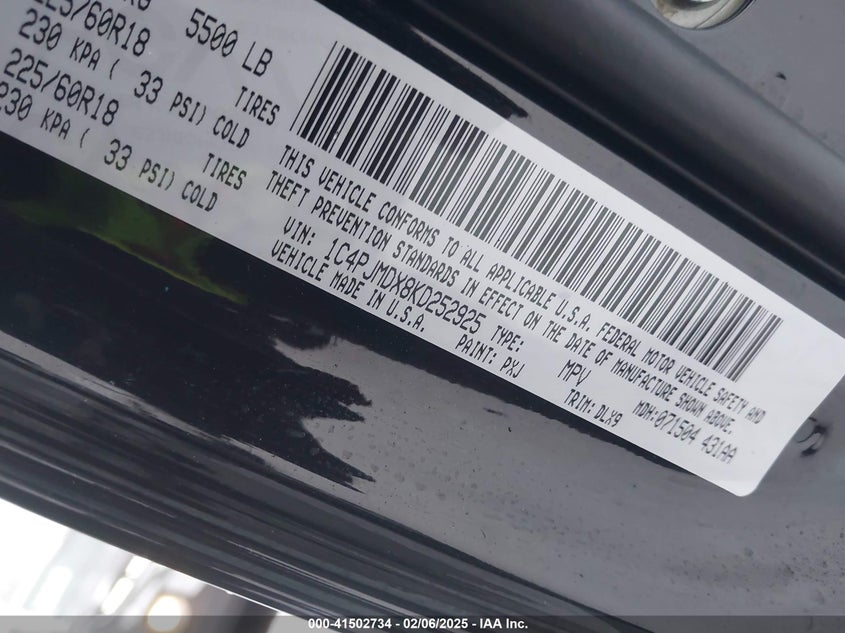 5500 LB
225/60R18 TIRES
230 KPA ( 33 PSI) COLD
225/60R18 TIRES
230 KPA ( 33 PSI) COLD
THIS VEHICLE CONFORMS TO ALL APPLICABLE U.S.A. FEDERAL MOTOR VEHICLE SAFETY AND
THEFT PREVENTION STANDARDS IN EFFECT ON THE DATE OF MANUFACTURE SHOWN ABOVE.
VIN: 1C4PJMDX8KD252925 TYPE: MPV MDH:071504 431AA
VEHICLE MADE IN U.S.A. PAINT: PXJ TRIM: DLX9
000-41502734 - 02/06/2025 - IAA Inc.